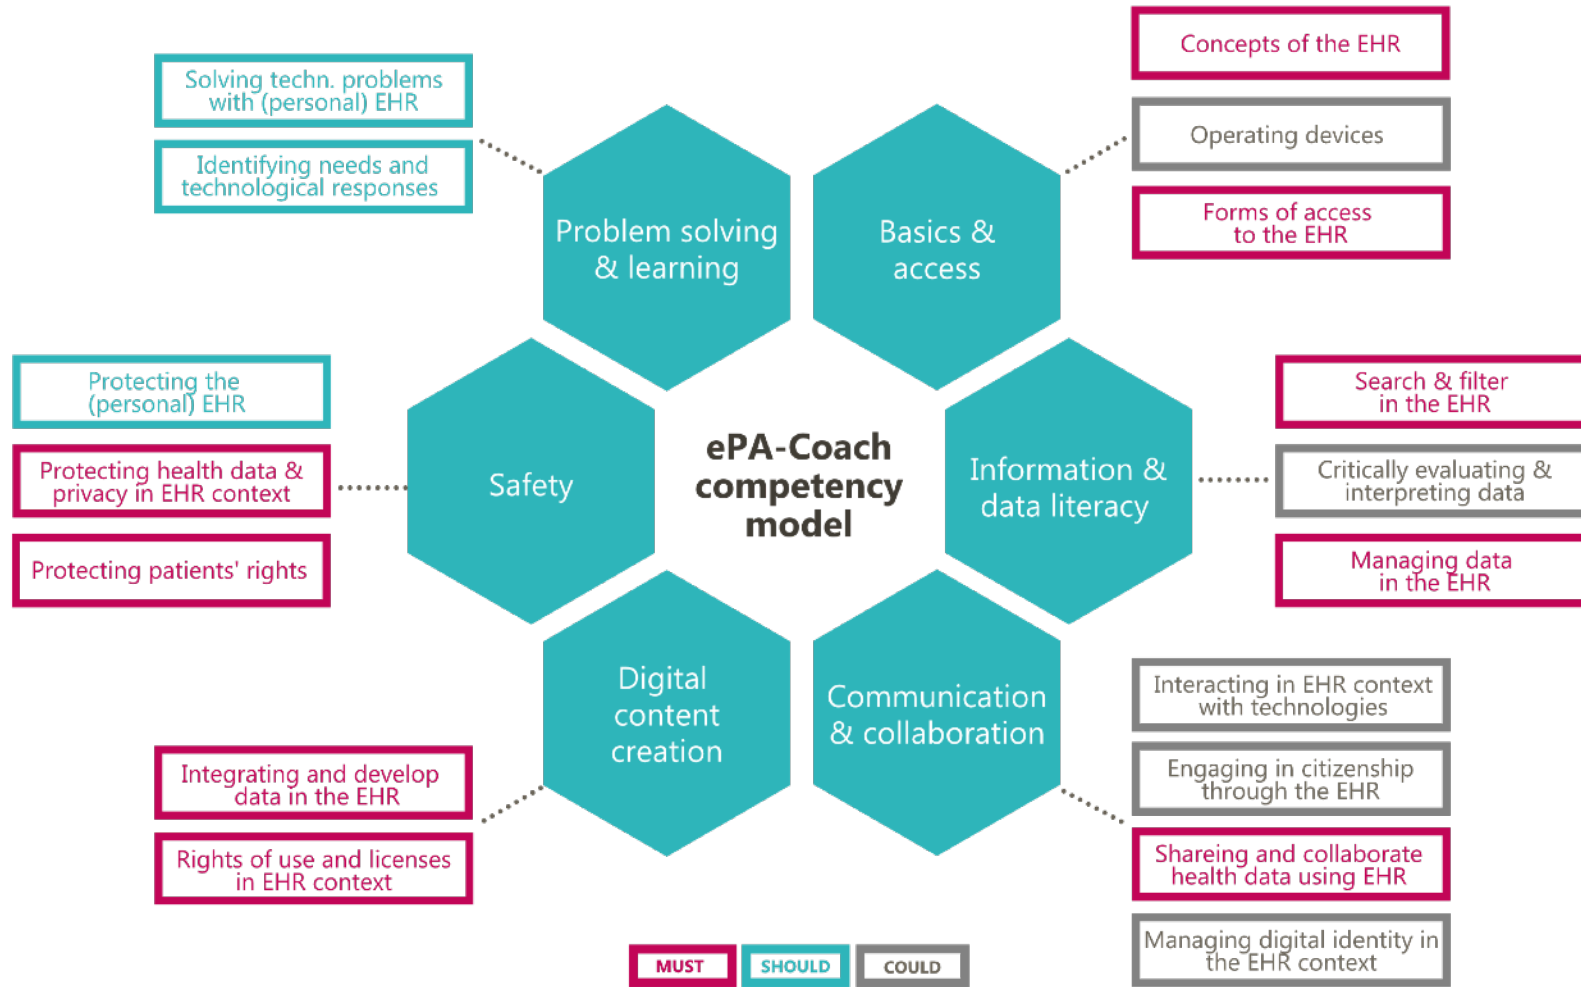 Concepts of the EHR
Operating devices
Forms of access
to the EHR
Solving techn. problems
with (personal) EHR
Identifying needs and
technological responses
Problem solving
& learning
Basics &
access
Protecting the
(personal) EHR
Protecting health data &
privacy in EHR context
Protecting patients' rights
Safety
ePA-Coach
competency
model
Information &
data literacy
Search & filter
in the EHR
Critically evaluating &
interpreting data
Managing data
in the EHR
Digital
content
creation
Communication
& collaboration
Integrating and develop
data in the EHR
Rights of use and licenses
in EHR context
Interacting in EHR context
with technologies
Engaging in citizenship
through the EHR
Shareing and collaborate
health data using EHR
Managing digital identity in
the EHR context
MUST
SHOULD
COULD